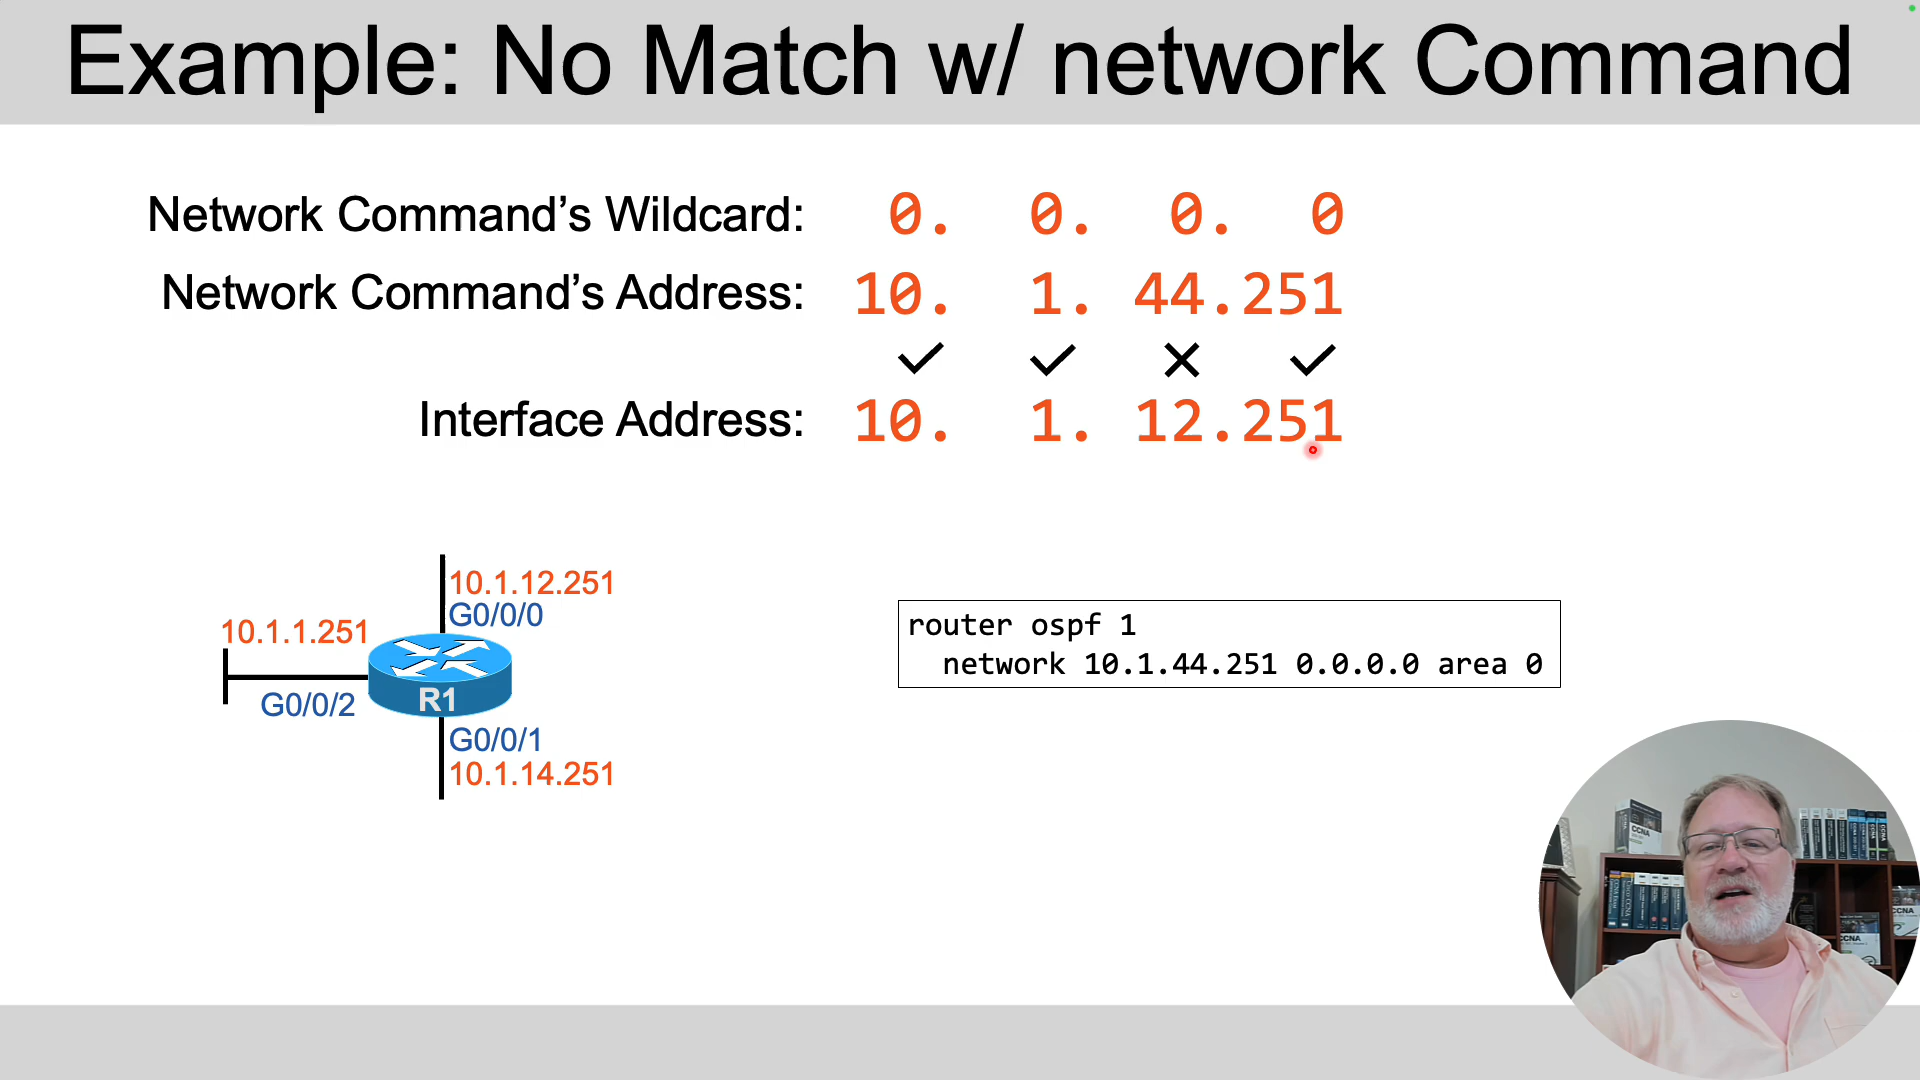 Example: No Match w/ network Command
Network Command’s Wildcard: 0. 0. 0. 0
Network Command’s Address: 10. 1. 44.251
Interface Address: 10. 1. 12.251
10.1.12.251
G0/0/0
10.1.1.251
G0/0/2
R1
G0/0/1
10.1.14.251
router ospf 1
network 10.1.44.251 0.0.0.0 area 0
CCNA
CCNA
CCNA